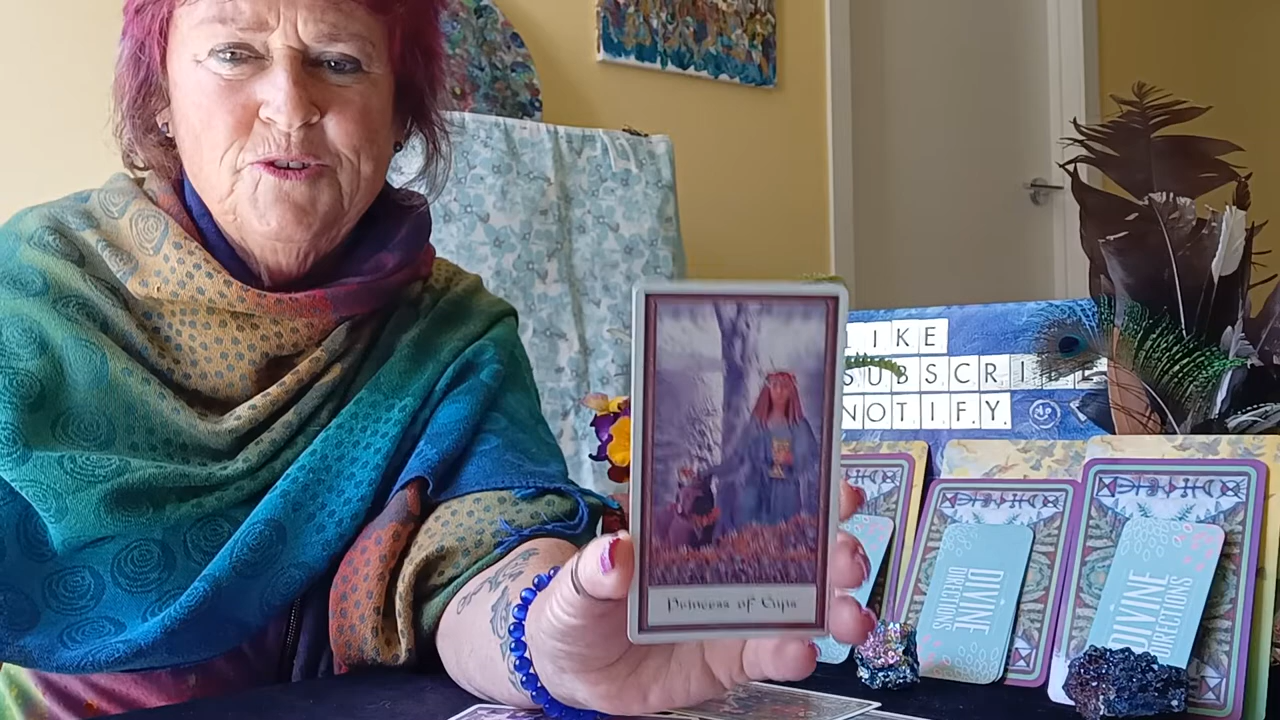 LIKE
SUBSCRIBE
NOTIFY
Princess of Cups
DIVINE
DIRECTIONS
DIVINE
DIRECTIONS